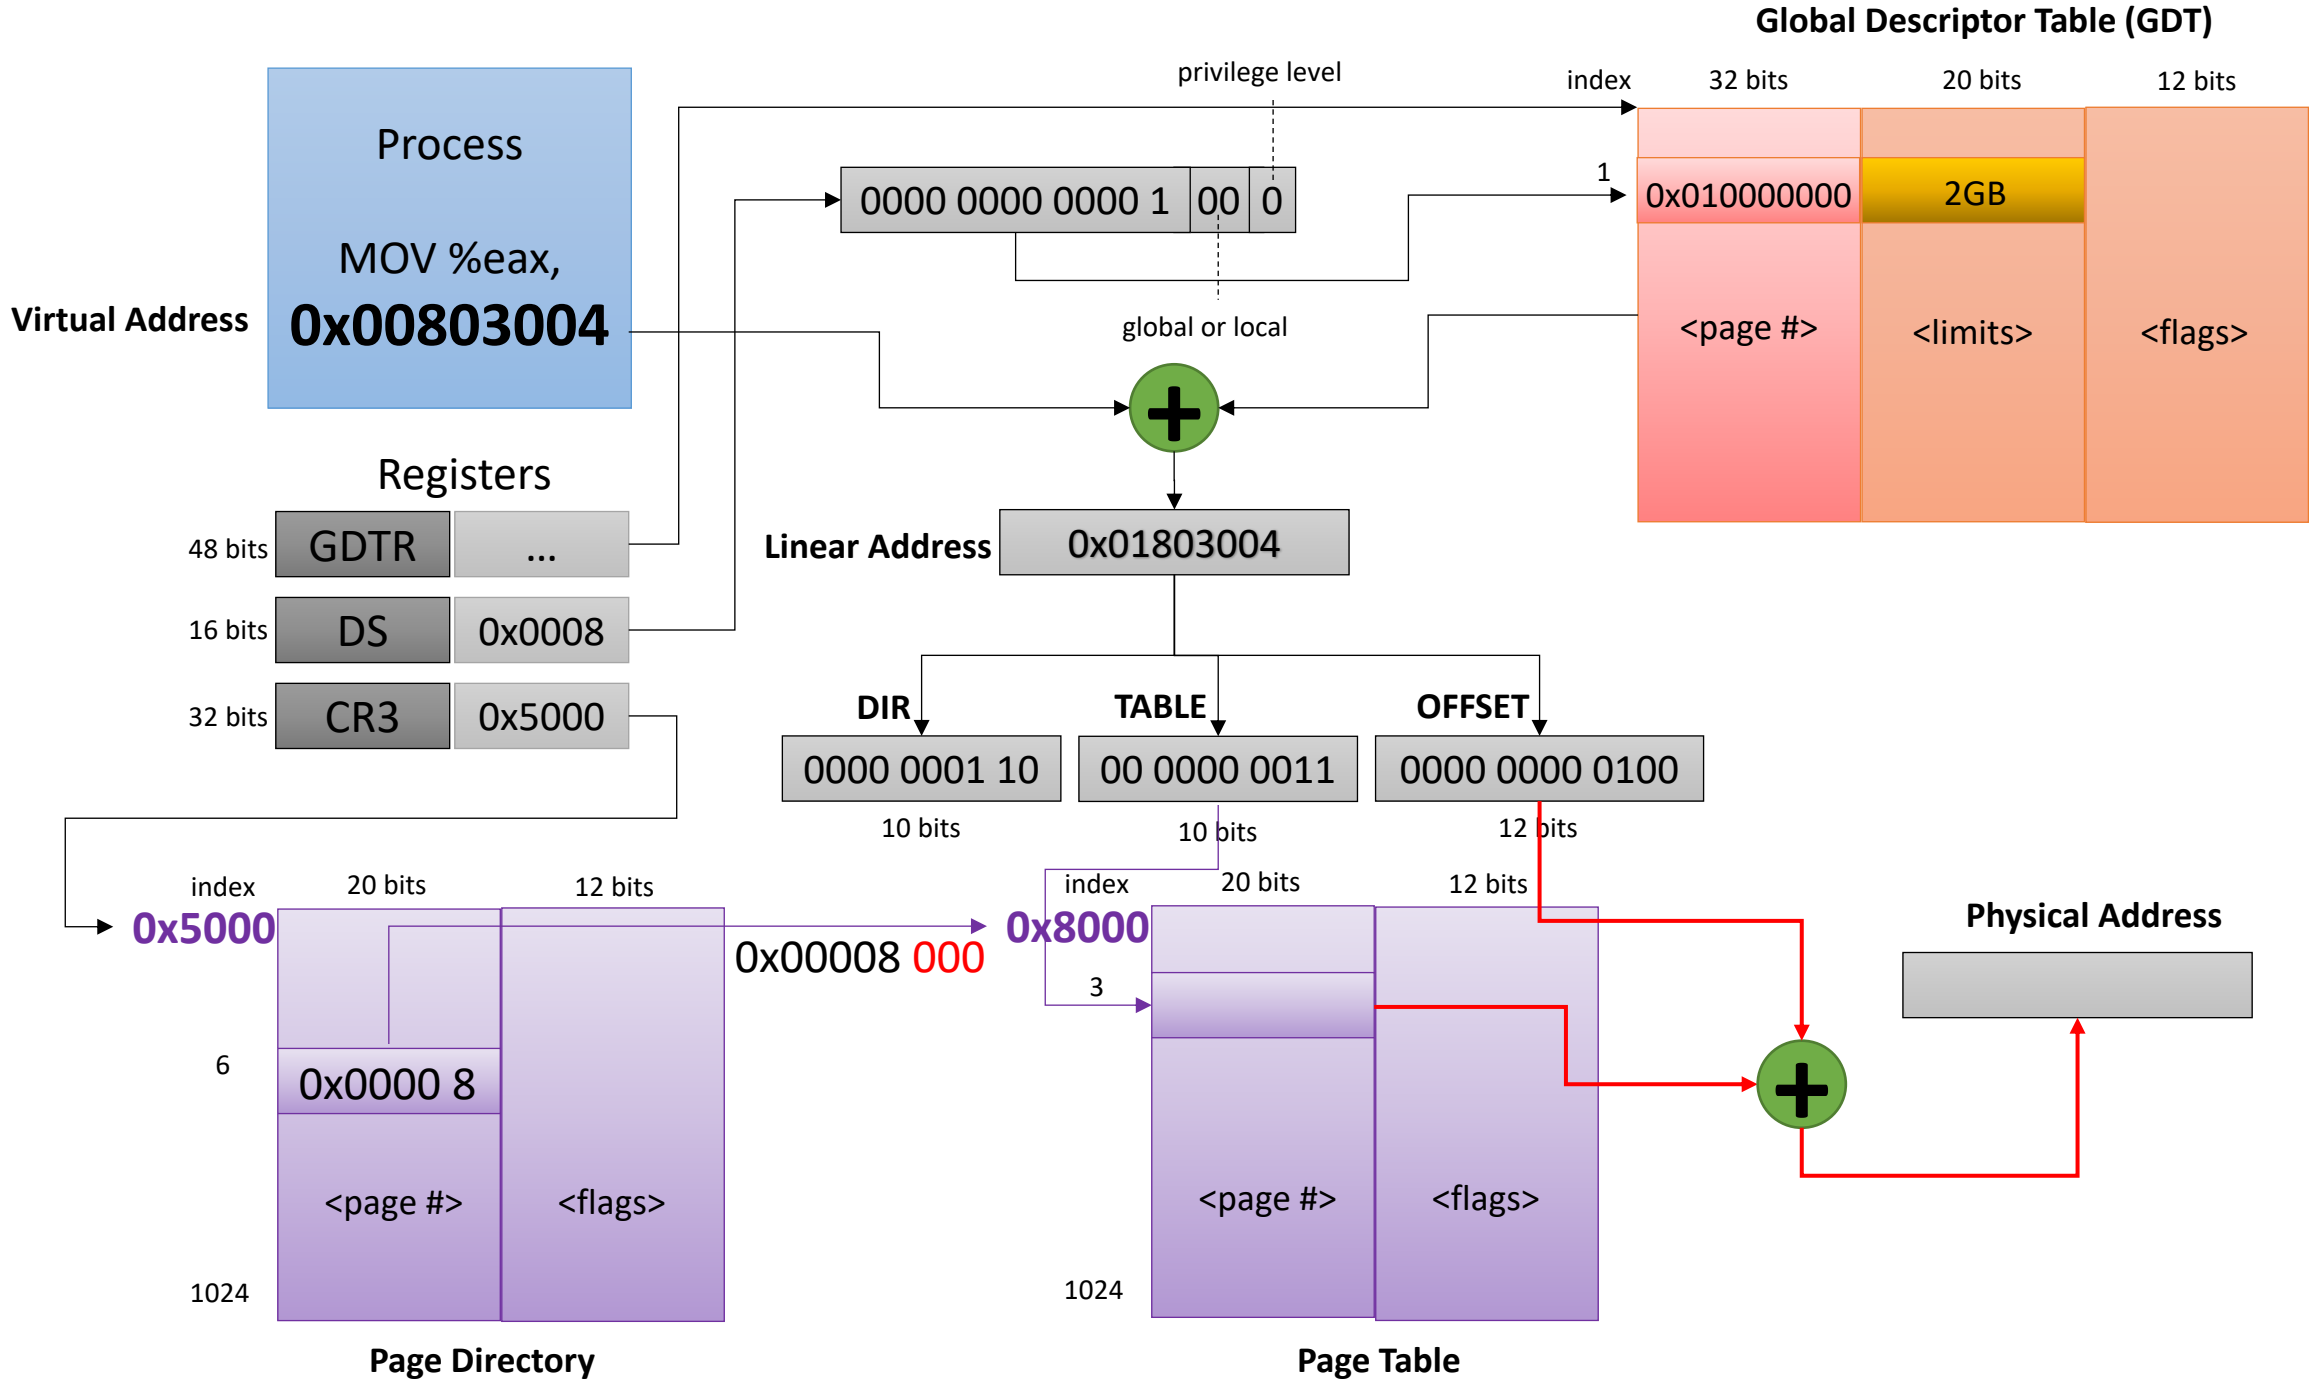 Global Descriptor Table (GDT)
privilege level
index
32 bits
20 bits
12 bits
Process
MOV %eax,
0x00803004
Virtual Address
0000 0000 0000 1
00
0
1
0x010000000
2GB
global or local
<page #>
<limits>
<flags>
+
Registers
48 bits
GDTR
...
16 bits
DS
0x0008
32 bits
CR3
0x5000
Linear Address
0x01803004
DIR
TABLE
OFFSET
0000 0001 10
00 0000 0011
0000 0000 0100
10 bits
10 bits
12 bits
index
20 bits
12 bits
0x5000
0x00008 000
6
0x0000 8
<page #>
<flags>
1024
Page Directory
index
20 bits
12 bits
0x8000
3
<page #>
<flags>
1024
Page Table
Physical Address
+